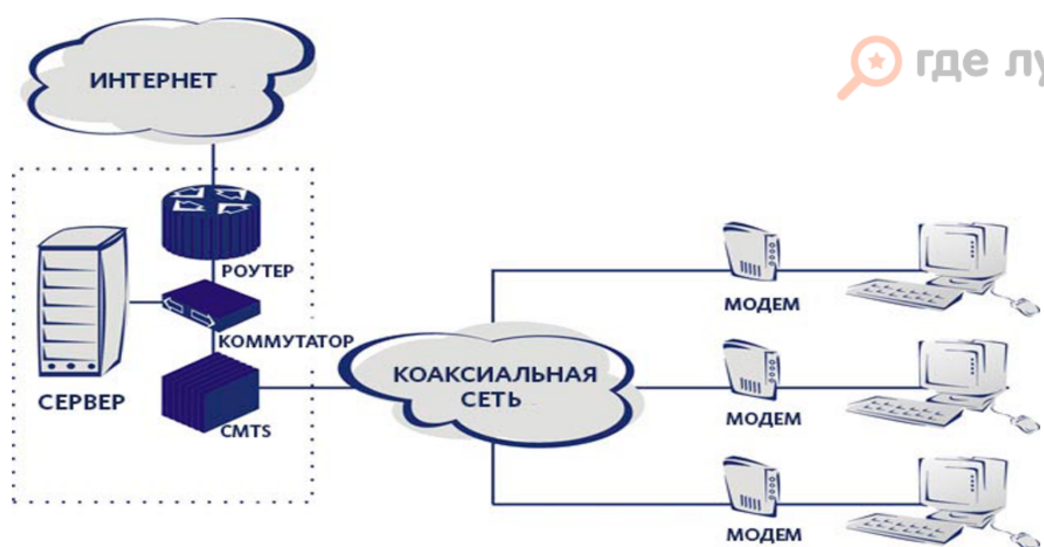 ИНТЕРНЕТ
где
РОУТЕР
КОММУТАТОР
СЕРВЕР
CMTS
КОАКСИАЛЬНАЯ
СЕТЬ
МОДЕМ
МОДЕМ
МОДЕМ